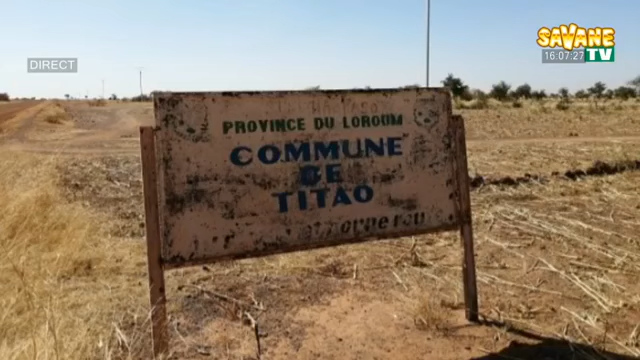 DIRECT
SAVANE
16:07:27 TV
PROVINCE DU LOROUM
COMMUNE
DE
TITAO